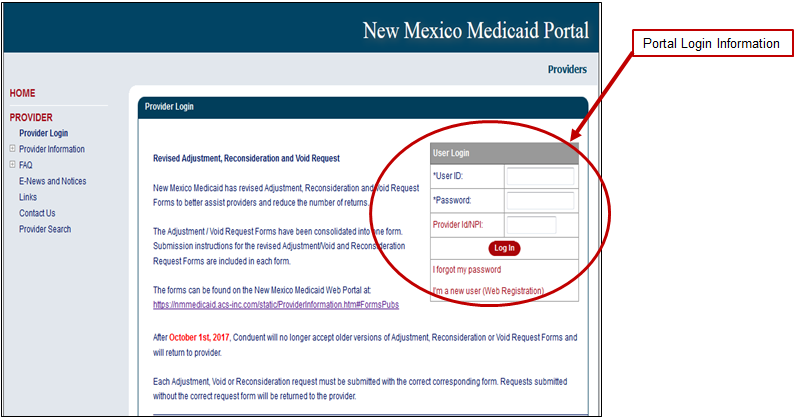 New Mexico Medicaid Portal
Portal Login Information
Providers
HOME
PROVIDER
Provider Login
Provider Information
FAQ
E-News and Notices
Links
Contact Us
Provider Search
Provider Login
Revised Adjustment, Reconsideration and Void Request
New Mexico Medicaid has revised Adjustment, Reconsideration and Void Request
Forms to better assist providers and reduce the number of returns.
The Adjustment / Void Request Forms have been consolidated into one form.
Submission instructions for the revised Adjustment/Void and Reconsideration
Request Forms are included in each form.
The forms can be found on the New Mexico Medicaid Web Portal at:
https://nmmedicaid.acs-inc.com/static/ProviderInformation.htm#FormsPubs
User Login
*User ID:
*Password:
Provider Id/NPI:
Log In
I forgot my password
I'm a new user (Web Registration)
After October 1st, 2017, Conduent will no longer accept older versions of Adjustment, Reconsideration or Void Request Forms and
will return to provider.
Each Adjustment, Void or Reconsideration request must be submitted with the correct corresponding form. Requests submitted
without the correct request form will be returned to the provider.